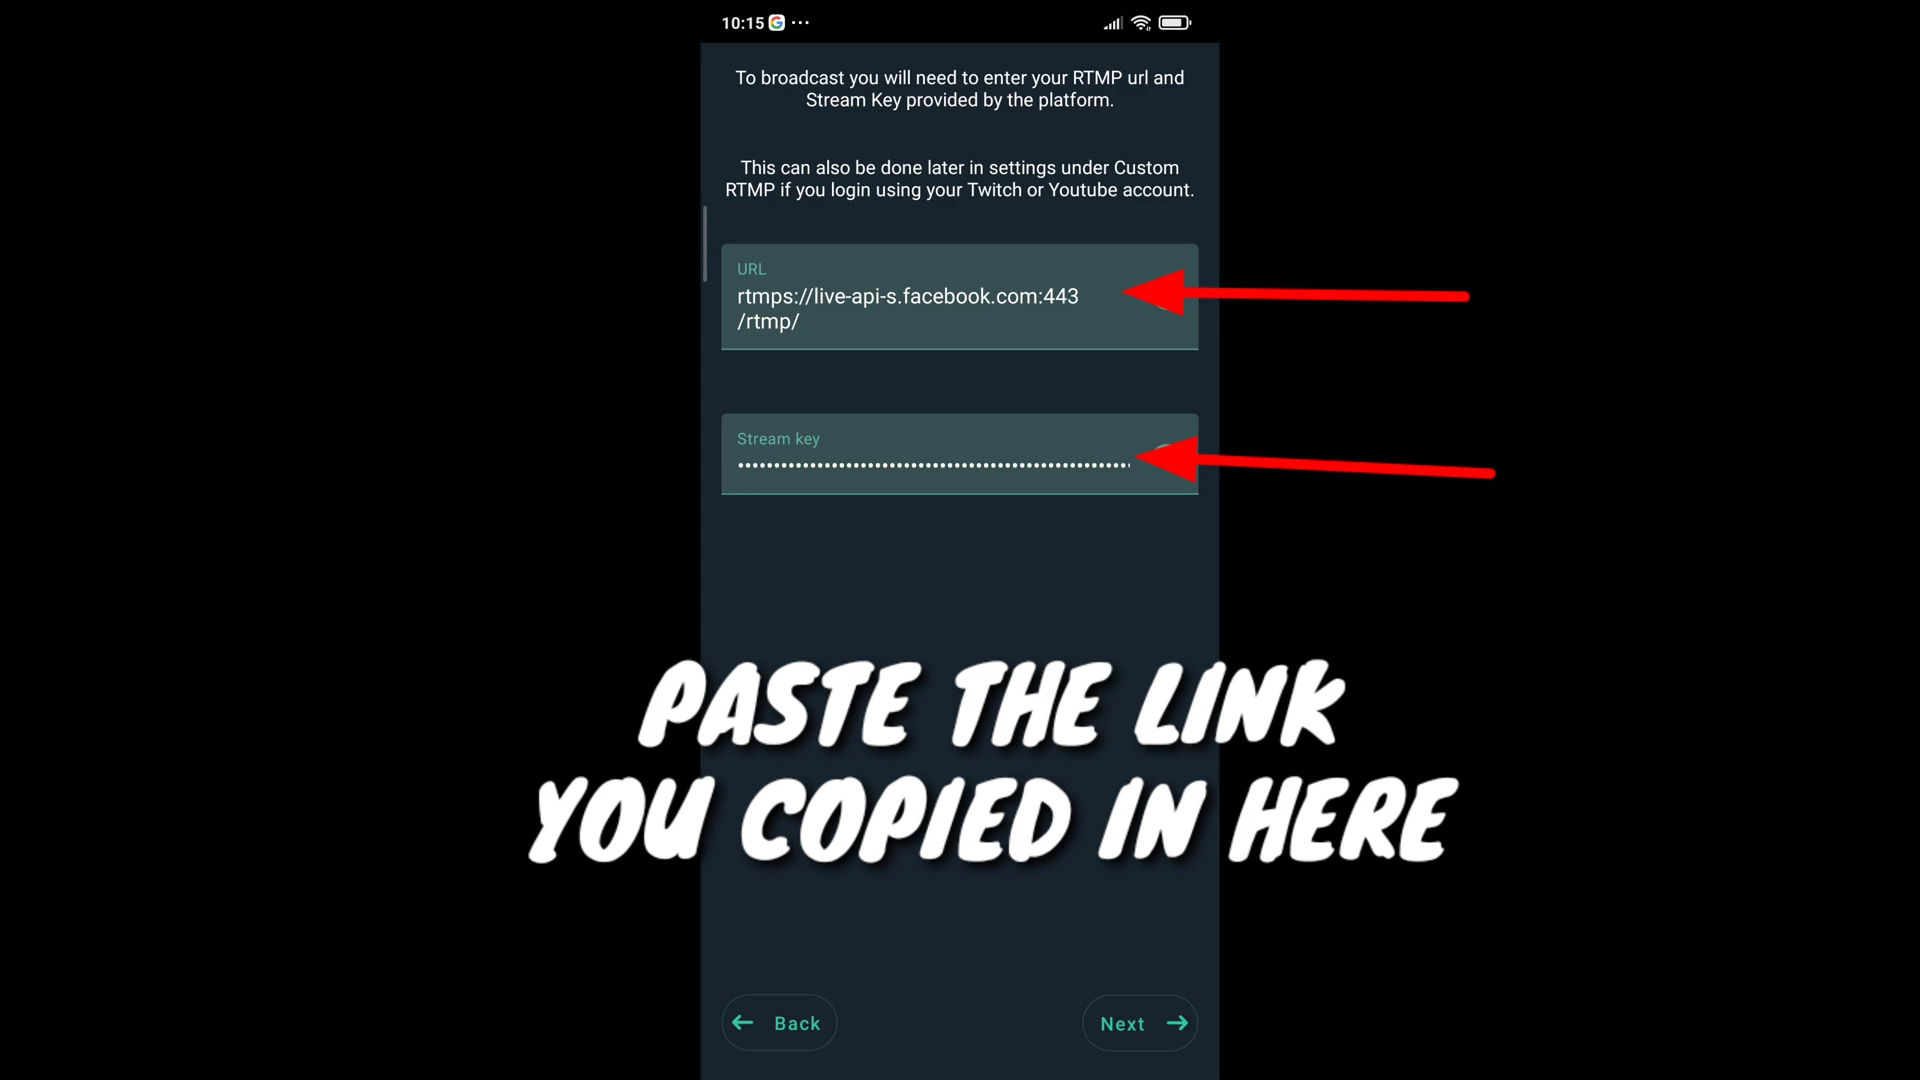 10:15
To broadcast you will need to enter your RTMP url and
Stream Key provided by the platform.
This can also be done later in settings under Custom
RTMP if you login using your Twitch or Youtube account.
URL
rtmps://live-api-s.facebook.com:443
/rtmp/
Stream key
PASTE THE LINK
YOU COPIED IN HERE
Back
Next